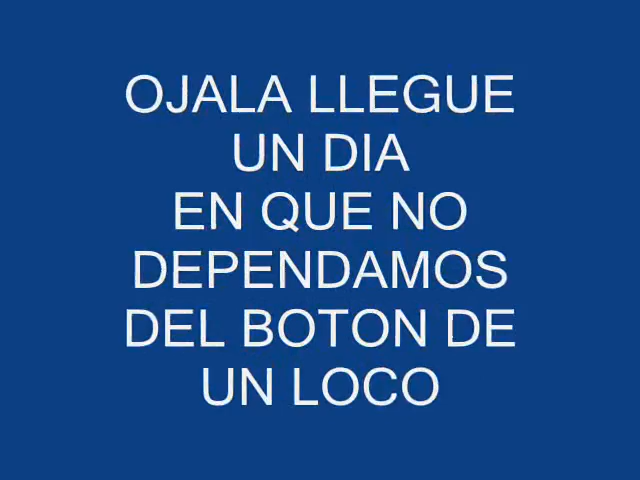 OJALA LLEGUE
UN DIA
EN QUE NO
DEPENDAMOS
DEL BOTON DE
UN LOCO